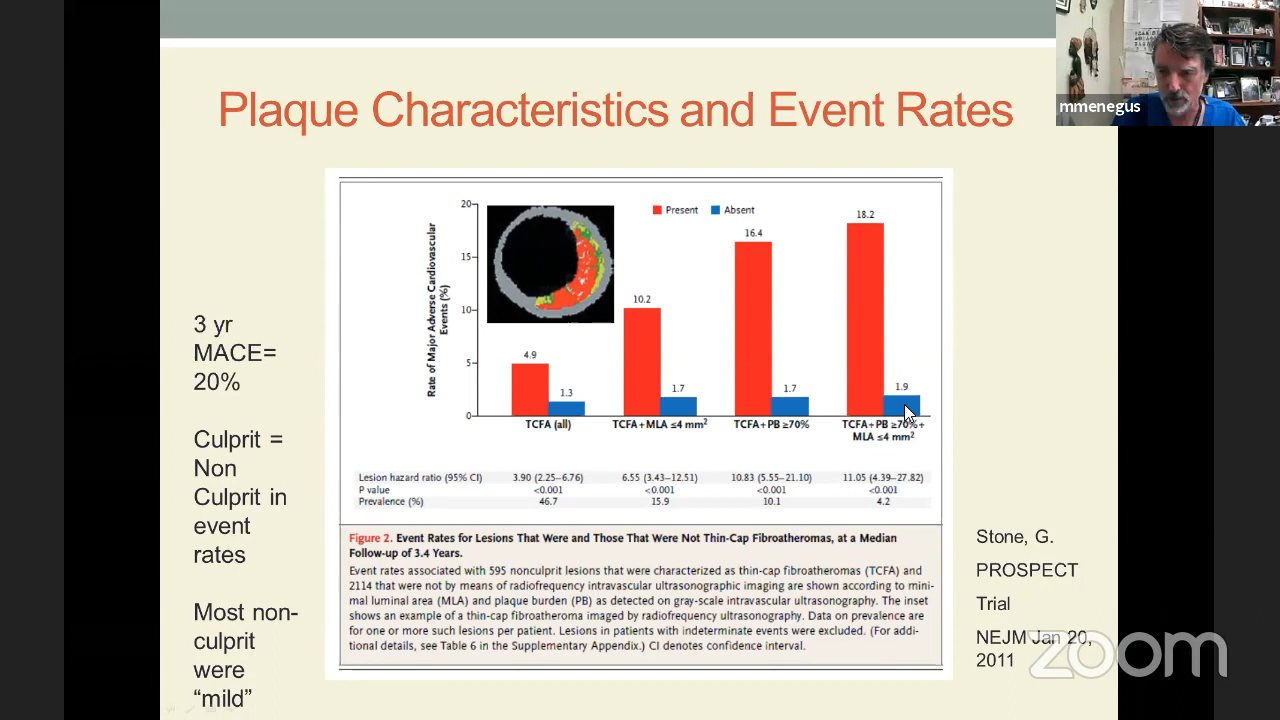 Plaque Characteristics and Event Rates
mmenegus
3 yr
MACE=
20%
Culprit =
Non
Culprit in
event
rates
Most non-
culprit
were
“mild”
Rate of Major Adverse Cardiovascular
Events (%)
20
15
10
5
0
Present
Absent
4.9
1.3
10.2
1.7
16.4
1.7
18.2
1.9
TCFA (all)
TCFA+MLA ≤4 mm²
TCFA+PB ≥70%
TCFA+PB ≥70%+
MLA ≤4 mm²
Lesion hazard ratio (95% CI) 3.90 (2.25–6.76) 6.55 (3.43–12.51) 10.83 (5.55–21.10) 11.05 (4.39–27.82)
P value <0.001 <0.001 <0.001 <0.001
Prevalence (%) 46.7 15.9 10.1 4.2
Figure 2. Event Rates for Lesions That Were and Those That Were Not Thin-Cap Fibroatheromas, at a Median
Follow-up of 3.4 Years.
Event rates associated with 595 nonculprit lesions that were characterized as thin-cap fibroatheromas (TCFA) and
2114 that were not by means of radiofrequency intravascular ultrasonographic imaging are shown according to mini-
mal luminal area (MLA) and plaque burden (PB) as detected on gray-scale intravascular ultrasonography. The inset
shows an example of a thin-cap fibroatheroma imaged by radiofrequency ultrasonography. Data on prevalence are
for one or more such lesions per patient. Lesions in patients with indeterminate events were excluded. (For addi-
tional details, see Table 6 in the Supplementary Appendix.) CI denotes confidence interval.
Stone, G.
PROSPECT
Trial
NEJM Jan 20,
2011
zoom